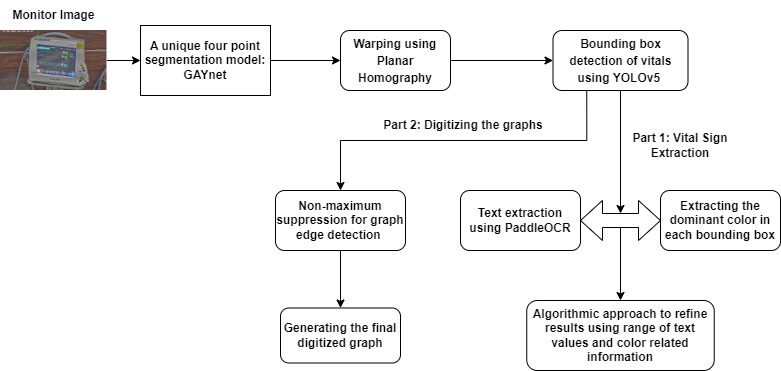 Monitor Image
A unique four point
segmentation model:
GAYnet
Warping using
Planar
Homography
Bounding box
detection of vitals
using YOLOv5
Part 2: Digitizing the graphs
Part 1: Vital Sign
Extraction
Non-maximum
suppression for graph
edge detection
Text extraction
using PaddleOCR
Extracting the
dominant color in
each bounding box
Generating the final
digitized graph
Algorithmic approach to refine
results using range of text
values and color related
information